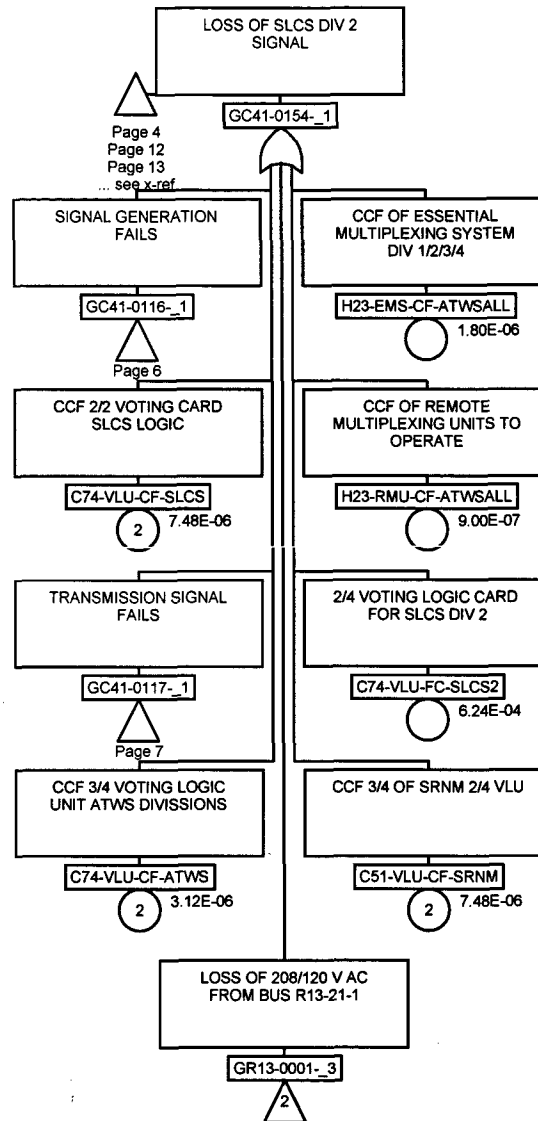 LOSS OF SLCS DIV 2
SIGNAL
GC41-0154-_1
Page 4
Page 12
Page 13
... see x-ref
SIGNAL GENERATION
FAILS
GC41-0116-_1
Page 6
CCF OF ESSENTIAL
MULTIPLEXING SYSTEM
DIV 1/2/3/4
H23-EMS-CF-ATWSALL
1.80E-06
CCF 2/2 VOTING CARD
SLCS LOGIC
C74-VLU-CF-SLCS
2
7.48E-06
CCF OF REMOTE
MULTIPLEXING UNITS TO
OPERATE
H23-RMU-CF-ATWSALL
9.00E-07
TRANSMISSION SIGNAL
FAILS
GC41-0117-_1
Page 7
2/4 VOTING LOGIC CARD
FOR SLCS DIV 2
C74-VLU-FC-SLCS2
6.24E-04
CCF 3/4 VOTING LOGIC
UNIT ATWS DIVISSIONS
C74-VLU-CF-ATWS
2
3.12E-06
CCF 3/4 OF SRNM 2/4 VLU
C51-VLU-CF-SRNM
2
7.48E-06
LOSS OF 208/120 V AC
FROM BUS R13-21-1
GR13-0001-_3
2